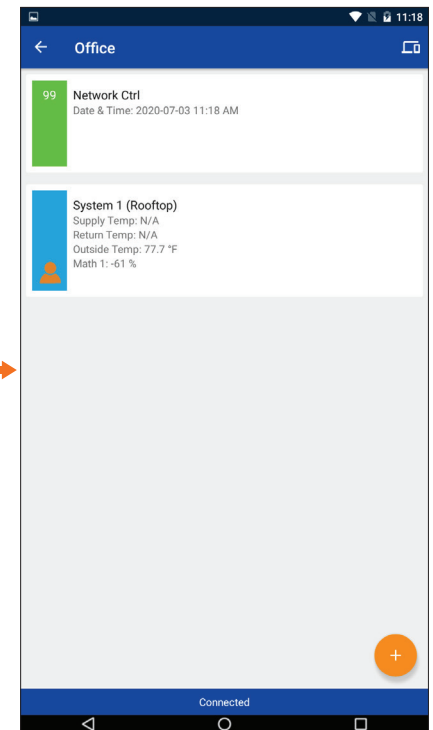 11:18
Office
99
Network Ctrl
Date & Time: 2020-07-03 11:18 AM
System 1 (Rooftop)
Supply Temp: N/A
Return Temp: N/A
Outside Temp: 77.7 °F
Math 1: -61 %
+
Connected